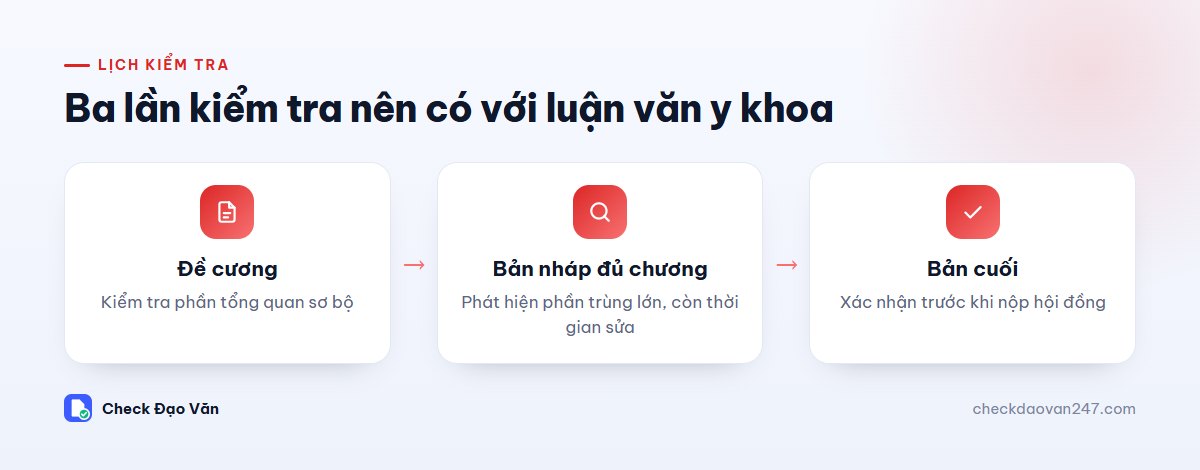 LỊCH KIỂM TRA
Ba lần kiểm tra nên có với luận văn y khoa
Đề cương
Kiểm tra phần tổng quan sơ bộ
Bản nháp đủ chương
Phát hiện phần trùng lớn, còn thời
gian sửa
Bản cuối
Xác nhận trước khi nộp hội đồng
Check Đạo Văn
checkdaovan247.com